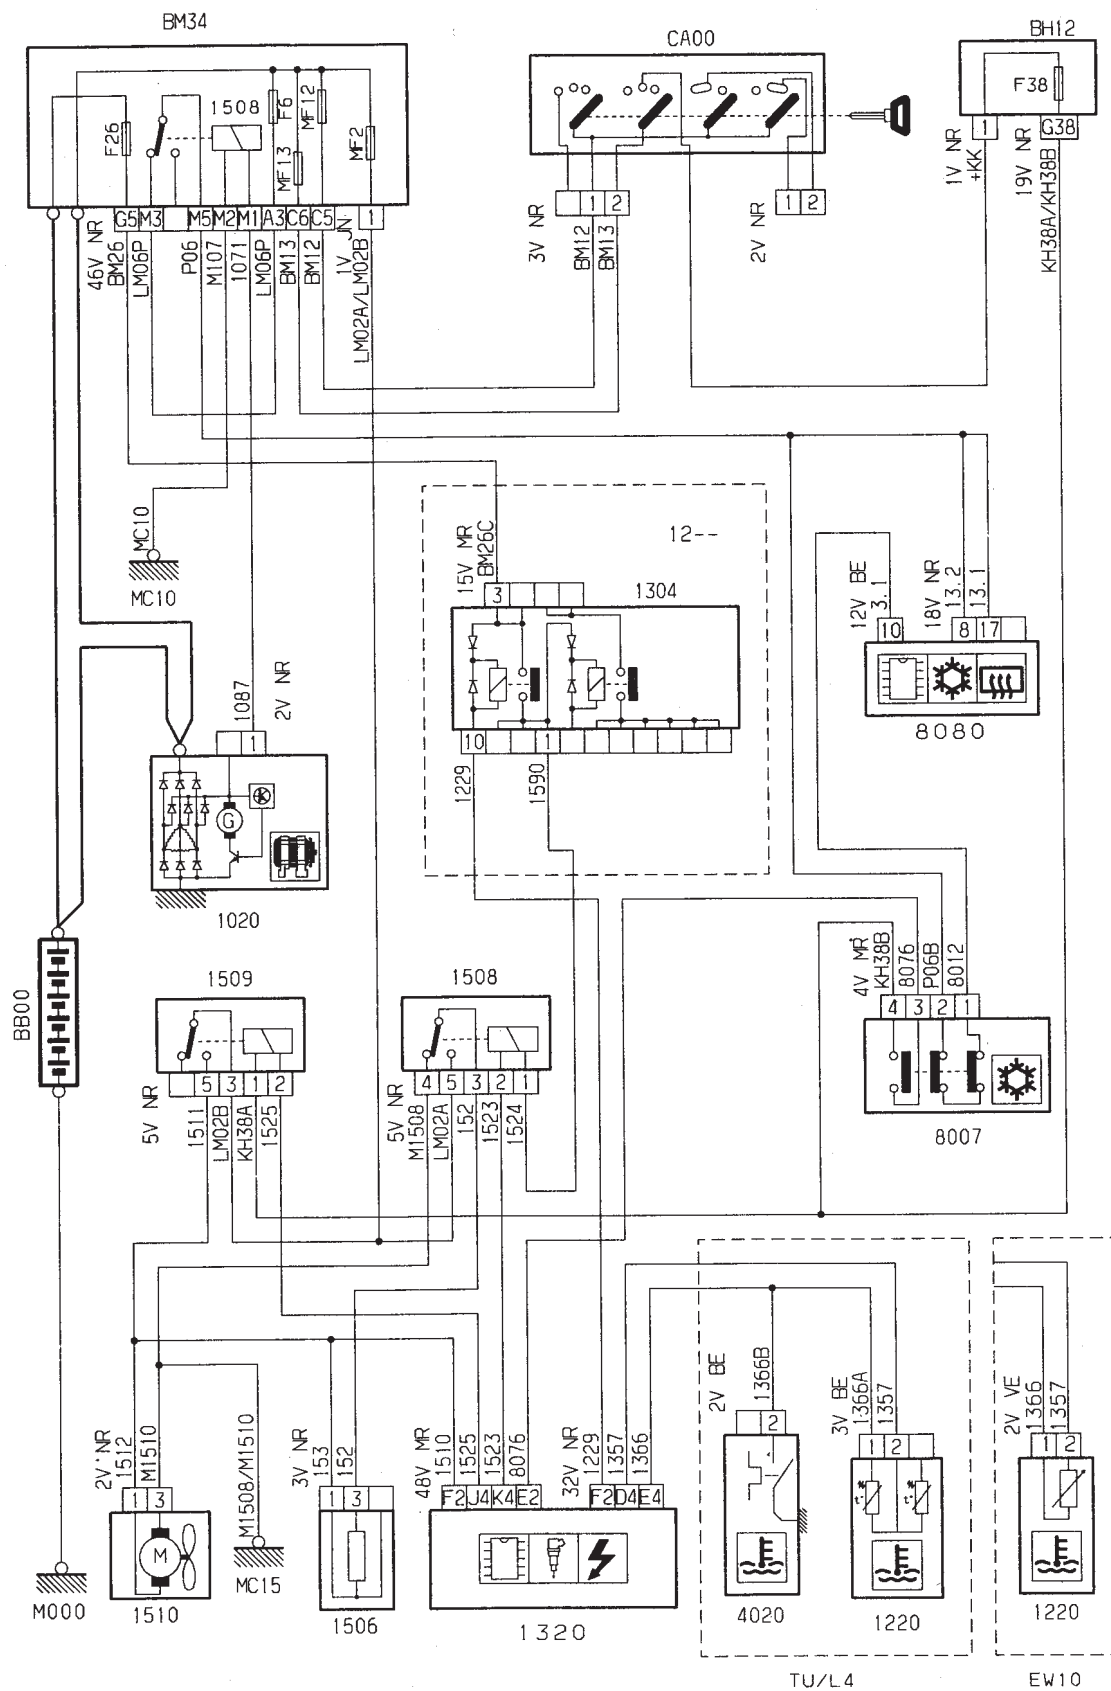 BM34
CA00
BH12
1508
F26
F6
MF12
MF13
MF2
F38
1
G38
G5 M3 M5 M2 M1 A3 C6 C5 1
1 2
1 2
46V NR
BM26
LM06P
P06
M107
1071
LM06P
BM13
BM12
1V JN
LM02A/LM02B
3V NR
BM12
BM13
2V NR
1V NR
+KK
19V NR
KH38A/KH38B
MC10
MC10
15V MR
BM26C
12--
1304
3
10 1
1229
1590
12V BE
3.1
18V NR
13.2
13.1
10 8 17
8080
1087
2V NR
1
G
1020
BB00
1509
1508
5 3 1 2
4 5 3 2 1
5V NR
1511
LM02B
KH38A
1525
5V NR
M1508
LM02A
152
1523
1524
4V MR
KH38B
8076
P06B
8012
4 3 2 1
8007
2V NR
1512
M1510
M1508/M1510
3V NR
153
152
48V MR
1510
1525
1523
8076
32V NR
1229
1357
1366
2V BE
1366B
3V BE
1366A
1357
2V VE
1366
1357
1 3
1 3
F2 J4 K4 E2
F2 D4 E4
2
1 2
1 2
M
t°
t°
M000
1510
MC15
1506
1320
4020
1220
1220
TU/L4
EW10